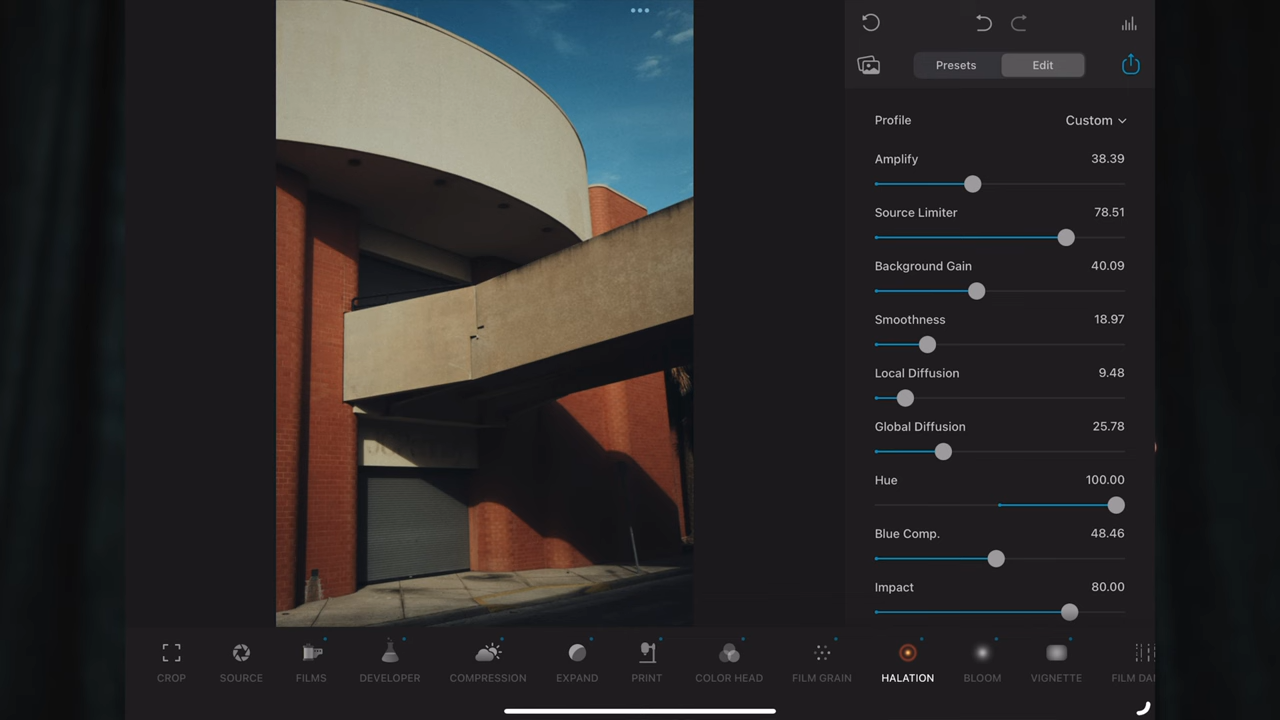 Presets
Edit
Profile
Custom
Amplify
38.39
Source Limiter
78.51
Background Gain
40.09
Smoothness
18.97
Local Diffusion
9.48
Global Diffusion
25.78
Hue
100.00
Blue Comp.
48.46
Impact
80.00
CROP
SOURCE
FILMS
DEVELOPER
COMPRESSION
EXPAND
PRINT
COLOR HEAD
FILM GRAIN
HALATION
BLOOM
VIGNETTE
FILM DA